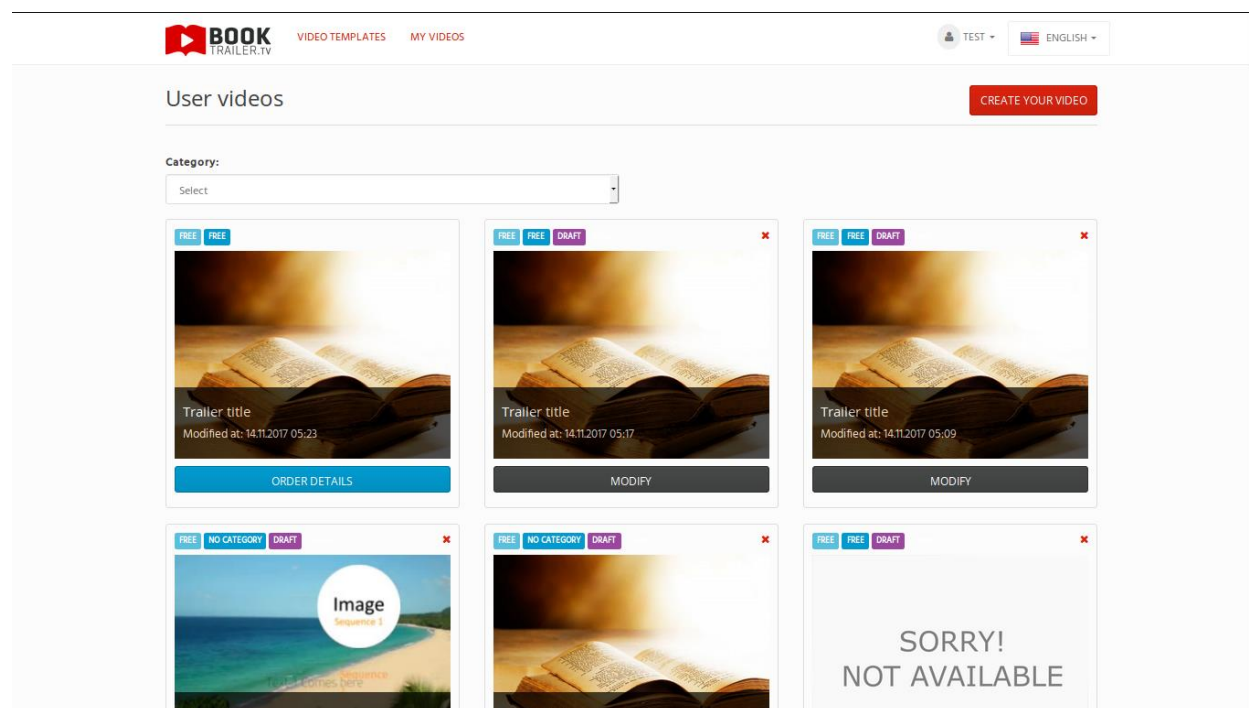 BOOK
TRAILER.TV
VIDEO TEMPLATES MY VIDEOS
TEST
ENGLISH
User videos
CREATE YOUR VIDEO
Category:
Select
FREE FREE
Trailer title
Modified at: 14.11.2017 05:23
ORDER DETAILS
FREE FREE DRAFT
Trailer title
Modified at: 14.11.2017 05:17
MODIFY
FREE FREE DRAFT
Trailer title
Modified at: 14.11.2017 05:09
MODIFY
FREE NO CATEGORY DRAFT
Image
Sequence 1
Sequence
comes here
FREE NO CATEGORY DRAFT
FREE FREE DRAFT
SORRY!
NOT AVAILABLE